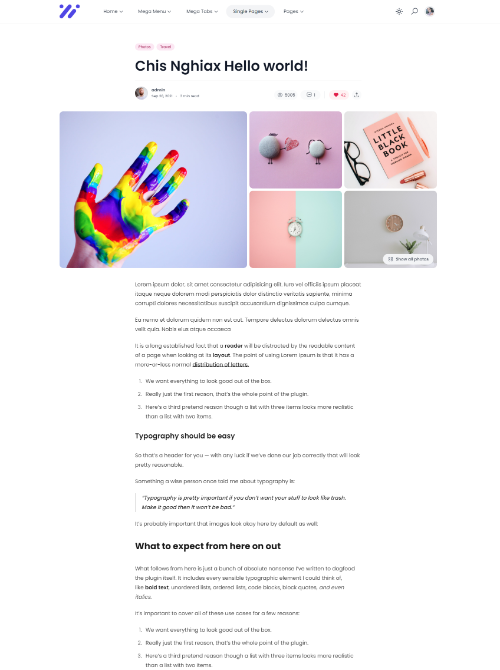 Home
Mega Menu
Mega Tabs
Single Pages
Pages
Photos
Travel
Chis Nghiax Hello world!
admin
1
42
LITTLE
BLACK
BOOK
Show all photos
Lorem ipsum dolor, sit amet consectetur adipisicing elit. Iure vel officiis ipsum placeat
itaque neque dolorem modi perspiciatis dolor distinctio veritatis sapiente, minima
corrupti dolores necessitatibus suscipit accusantium dignissimos culpa cumque.
Ea nemo et dolorum quidem non est aut. Tempore delectus dolorum delectus omnis
velit quia. Nobis eius atque occaeca
It is a long established fact that a reader will be distracted by the readable content
of a page when looking at its layout. The point of using Lorem Ipsum is that it has a
more-or-less normal distribution of letters.
1. We want everything to look good out of the box.
2. Really just the first reason, that's the whole point of the plugin.
3. Here's a third pretend reason though a list with three items looks more realistic
than a list with two items.
Typography should be easy
So that's a header for you — with any luck if we've done our job correctly that will look
pretty reasonable.
Something a wise person once told me about typography is:
"Typography is pretty important if you don't want your stuff to look like trash.
Make it good then it won't be bad."
It's probably important that images look okay here by default as well:
What to expect from here on out
What follows from here is just a bunch of absolute nonsense I've written to dogfood
the plugin itself. It includes every sensible typographic element I could think of,
like bold text, unordered lists, ordered lists, code blocks, block quotes, and even
italics.
It's important to cover all of these use cases for a few reasons:
1. We want everything to look good out of the box.
2. Really just the first reason, that's the whole point of the plugin.
3. Here's a third pretend reason though a list with three items looks more realistic
than a list with two items.